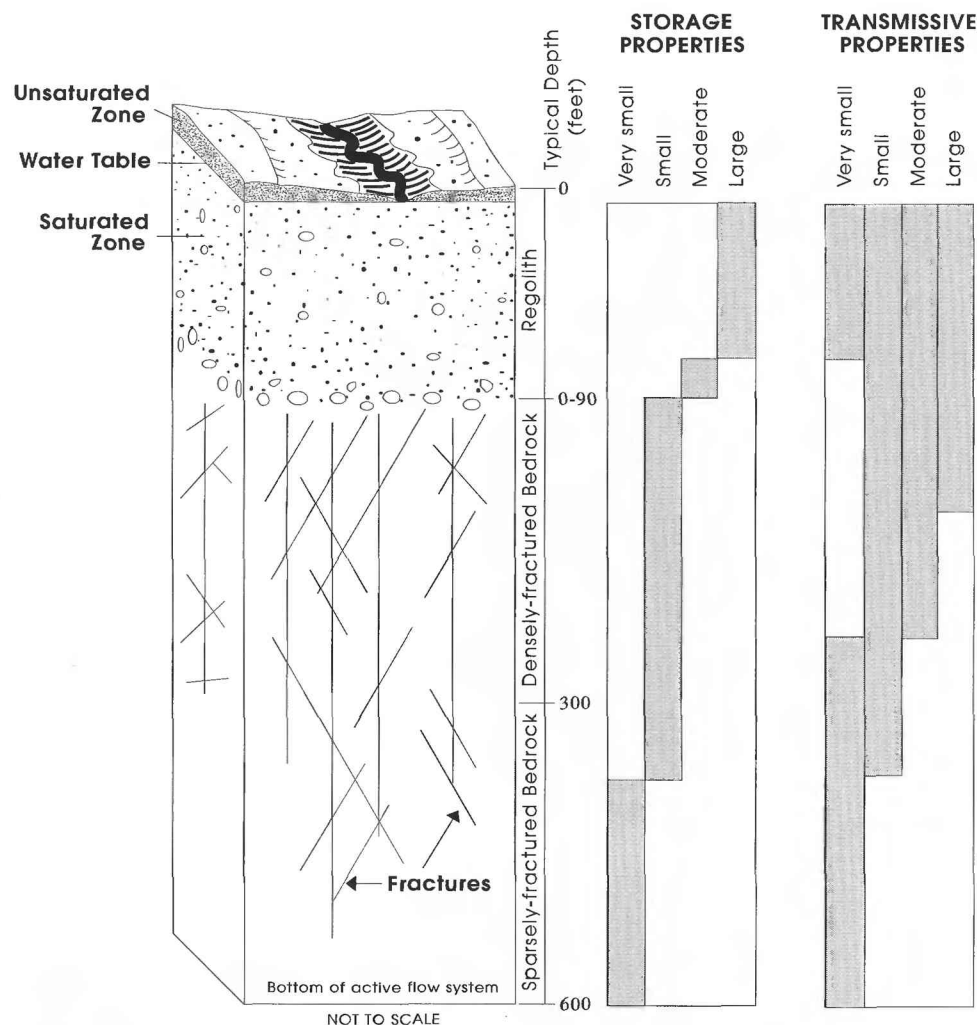 STORAGE
PROPERTIES
TRANSMISSIVE
PROPERTIES
Typical Depth
(feet)
Very small
Small
Moderate
Large
Very small
Small
Moderate
Large
Unsaturated
Zone
Water Table
Saturated
Zone
0
Regolith
0-90
Densely-fractured Bedrock
300
Sparsely-fractured Bedrock
Fractures
Bottom of active flow system
600
NOT TO SCALE